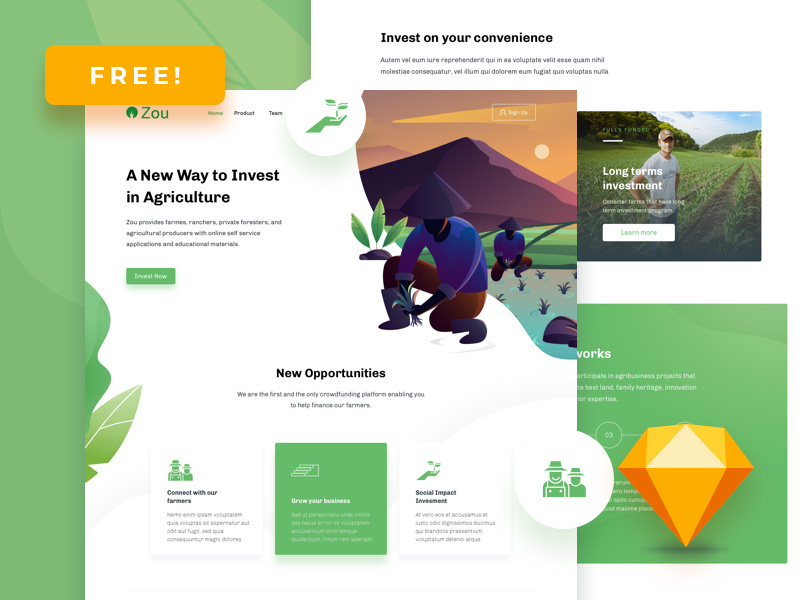 FREE!
Invest on your convenience
Autem vel eum iure reprehenderit qui in ea voluptate velit esse quam nihil
molestiae consequatur, vel illum qui dolorem eum fugiat quo voluptas nulla
Zou
Home
Product
Team
Sign Up
A New Way to Invest
in Agriculture
Zou provides farmes, ranchers, private foresters, and
agricultural producers with online self service
applications and educational materials.
Invest Now
FULLY FUNDED
Long terms
investment
Consider farms that have long
term investment program.
Learn more
New Opportunities
We are the first and the only crowdfunding platform enabling you
to help finance our farmers.
works
articipate in agribusiness projects that
he best land, family heritage, innovation
or expertise.
03
Connect with our
farmers
Nemo enim ipsam voluptatem
quia voluptas sit aspernatur aut
odit aut fugit, sed quia
consequuntur magni dolores
Grow your business
Sed ut perspiciatis unde omnis
iste natus error sit voluptatem
accusantium doloremque
laudantium, totam rem aperiam,
Social Impact
Invesment
At vero eos et accusamus et
iusto odio dignissimos ducimus
qui blanditiis praesentium
voluptatum deleniti atque